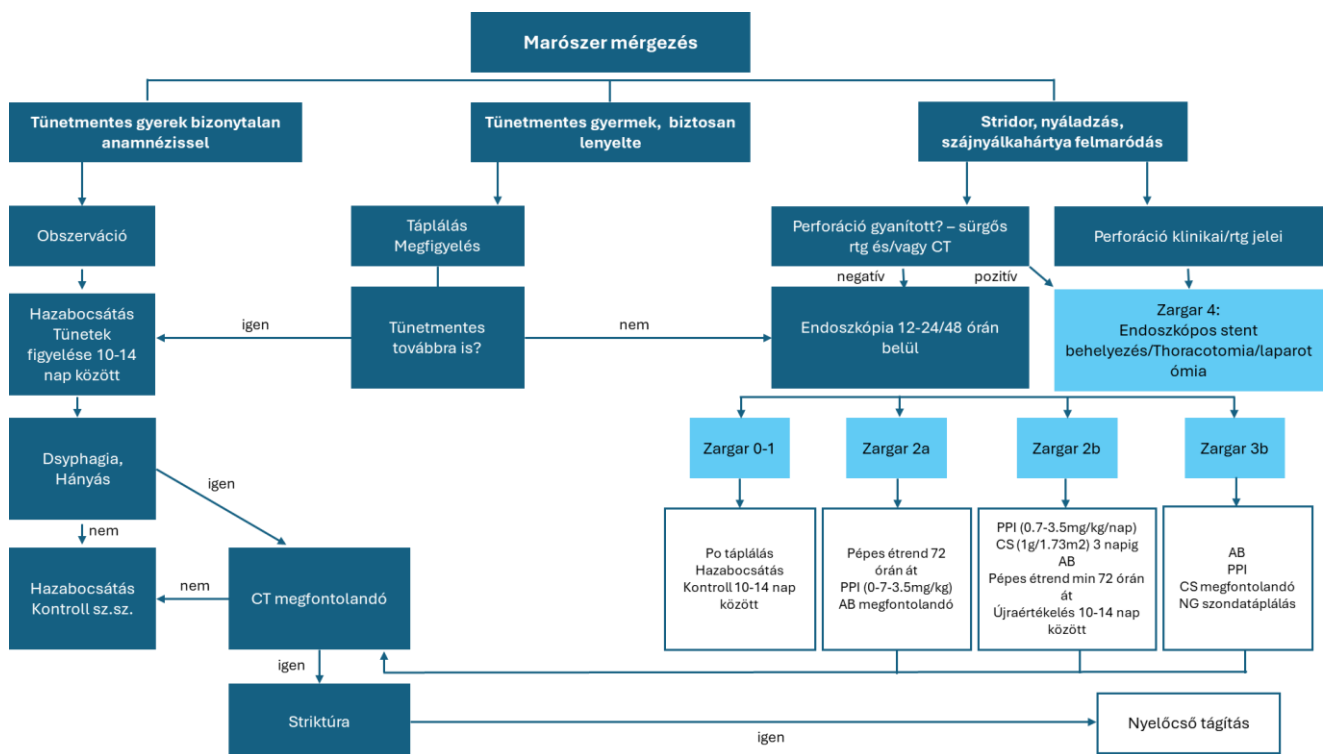 Marószer mérgezés
Tünetmentes gyerek bizonytalan
anamnézissel
Tünetmentes gyermek, biztosan
lenyelte
Stridor, nyáladzás,
szájnyálkahártya felmaródás
Obszerváció
Táplálás
Megfigyelés
Perforáció gyanított? – sürgős
rtg és/vagy CT
Perforáció klinikai/rtg jelei
negatív
pozitív
Hazabocsátás
Tünetek
figyelése 10-14
nap között
igen
Tünetmentes
továbbra is?
nem
Endoszkópia 12-24/48 órán
belül
Zargar 4:
Endoszkópos stent
behelyezés/Thoracotomia/laparot
ómia
Dsyphagia,
Hányás
igen
nem
Zargar 0-1
Zargar 2a
Zargar 2b
Zargar 3b
Hazabocsátás
Kontroll sz.sz.
nem
CT megfontolandó
Po táplálás
Hazabocsátás
Kontroll 10-14 nap
között
Pépes étrend 72
órán át
PPI (0-7-3.5mg/kg)
AB megfontolandó
PPI (0.7-3.5mg/kg/nap)
CS (1g/1.73m2) 3 napig
AB
Pépes étrend min 72 órán
át
Újraértékelés 10-14 nap
között
AB
PPI
CS megfontolandó
NG szondatáplálás
igen
Striktúra
igen
Nyelőcső tágítás